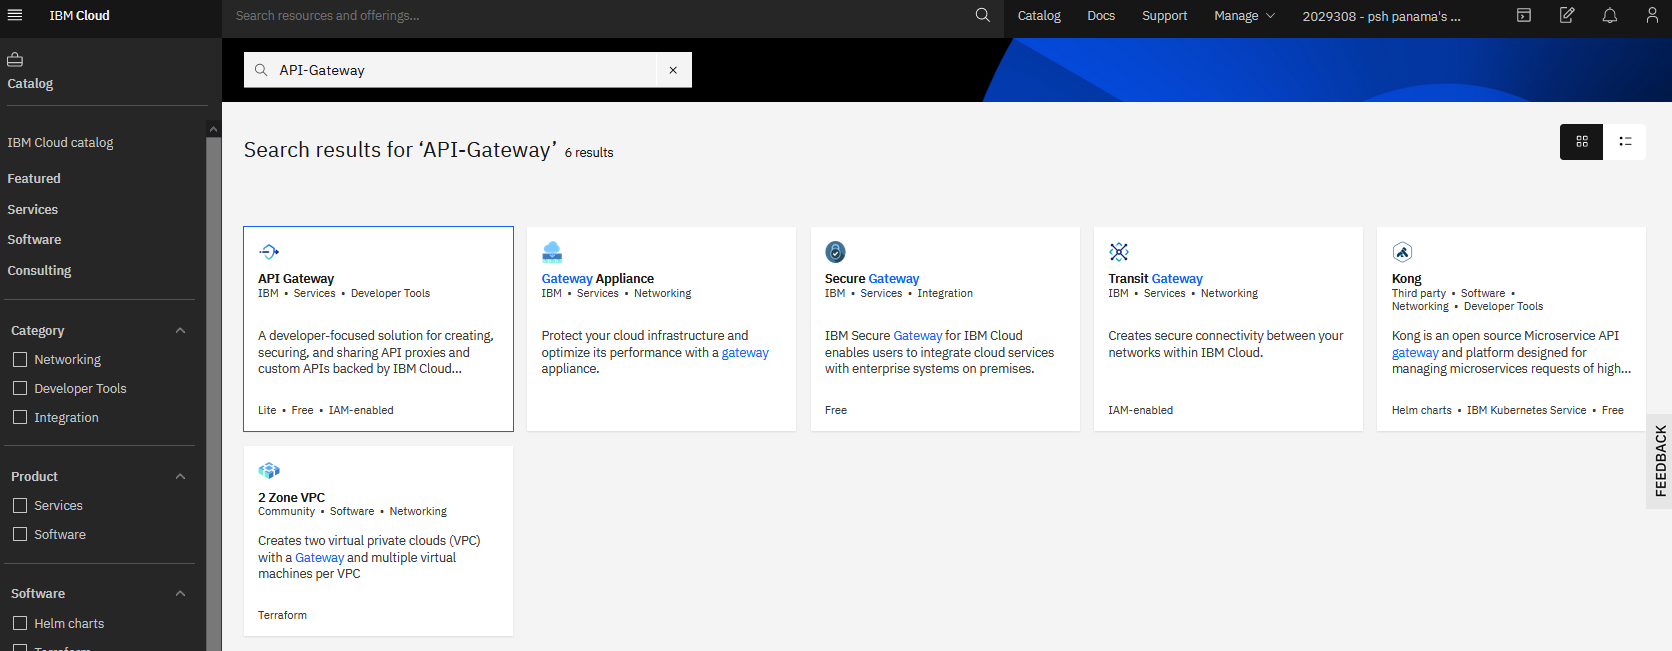 IBM Cloud
Search resources and offerings...
Catalog
Docs
Support
Manage
2029308 - psh panama's ...
Catalog
API-Gateway
IBM Cloud catalog
Featured
Services
Software
Consulting
Category
Networking
Developer Tools
Integration
Product
Services
Software
Software
Helm charts
Terraform
Search results for ‘API-Gateway’ 6 results
API Gateway
IBM • Services • Developer Tools
A developer-focused solution for creating,
securing, and sharing API proxies and
custom APIs backed by IBM Cloud...
Lite • Free • IAM-enabled
Gateway Appliance
IBM • Services • Networking
Protect your cloud infrastructure and
optimize its performance with a gateway
appliance.
Secure Gateway
IBM • Services • Integration
IBM Secure Gateway for IBM Cloud
enables users to integrate cloud services
with enterprise systems on premises.
Free
Transit Gateway
IBM • Services • Networking
Creates secure connectivity between your
networks within IBM Cloud.
IAM-enabled
Kong
Third party • Software •
Networking • Developer Tools
Kong is an open source Microservice API
gateway and platform designed for
managing microservices requests of high...
Helm charts • IBM Kubernetes Service • Free
2 Zone VPC
Community • Software • Networking
Creates two virtual private clouds (VPC)
with a Gateway and multiple virtual
machines per VPC
Terraform
FEEDBACK